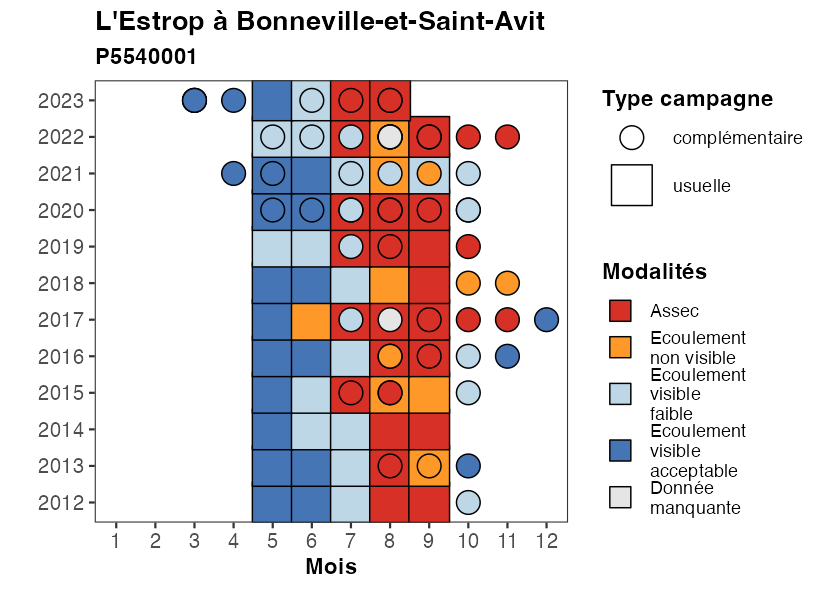 L'Estrop à Bonneville-et-Saint-Avit
P5540001
2023
2022
2021
2020
2019
2018
2017
2016
2015
2014
2013
2012
1 2 3 4 5 6 7 8 9 10 11 12
Mois
Type campagne
complémentaire
usuelle
Modalités
Assec
Ecoulement
non visible
Ecoulement
visible
faible
Ecoulement
visible
acceptable
Donnée
manquante